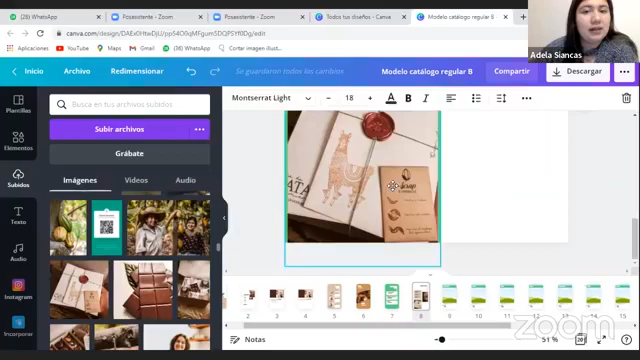 (28) WhatsApp
Posasistente - Zoom
Posasistente - Zoom
Todos tus diseños - Canva
Modelo catálogo regular B
canva.com/design/
Aplicaciones
YouTube
Maps
Gmail
(38) WhatsApp
Cortar imagen ilust...
Adela Siancas
Inicio
Archivo
Redimensionar
Se guardaron todos los cambios
Modelo catálogo regular B
Compartir
Descargar
Plantillas
Elementos
Subidos
Texto
Audio
Instagram
Incorporar
Busca en tus archivos subidos
Subir archivos
Grábate
Imágenes
Videos
Audio
Montserrat Light
18
A
B
I
2
3
4
5
6
7
8
9
10
11
12
13
14
15
Notas
51 %
20
zoom